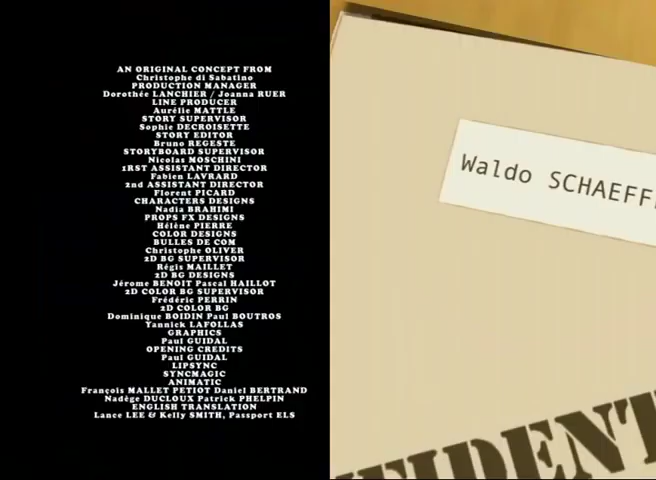 AN ORIGINAL CONCEPT FROM
Christophe di Sabatino
PRODUCTION MANAGER
Dorothée LANCHIER / Joanna RUER
LINE PRODUCER
Aurélie MATTLE
STORY SUPERVISOR
Sophie DECROISETTE
STORY EDITOR
Bruno REGESTE
STORYBOARD SUPERVISOR
Nicolas MOSCHINI
1RST ASSISTANT DIRECTOR
Fabien LAVRARD
2nd ASSISTANT DIRECTOR
Florent PICARD
CHARACTERS DESIGNS
Nadia BRAHIMI
PROPS FX DESIGNS
Hélène PIERRE
COLOR DESIGNS
BULLES DE COM
Christophe OLIVER
2D BG SUPERVISOR
Régis MAILLET
2D BG DESIGNS
Jérome BENOIT Pascal HAILLOT
2D COLOR BG SUPERVISOR
Frédéric PERRIN
2D COLOR BG
Dominique BOIDIN Paul BOUTROS
Yannick LAFOLLAS
GRAPHICS
Paul GUIDAL
OPENING CREDITS
Paul GUIDAL
LIPSYNC
SYNCMAGIC
ANIMATIC
François MALLET PETIOT Daniel BERTRAND
Nadège DUCLOUX Patrick PHELPIN
ENGLISH TRANSLATION
Lance LEE & Kelly SMITH, Passport ELS
Waldo SCHAEFF
FIDENT